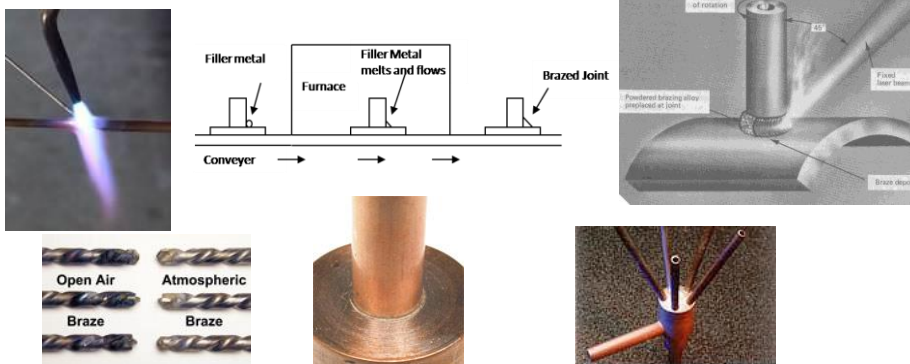 Filler metal
Furnace
Filler Metal
melts and flows
Brazed Joint
Conveyer
of rotation
45°
Fixed
laser beam
Powdered brazing alloy
preplaced at joint
Braze depo
Open Air
Atmospheric
Braze
Braze